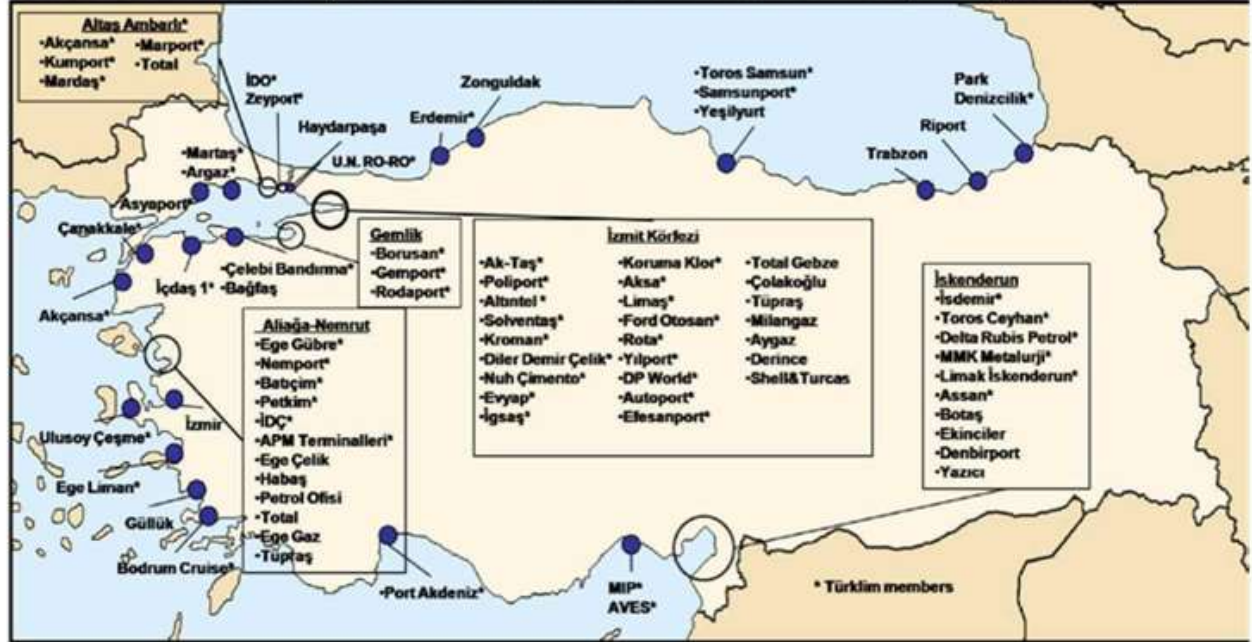 Altaş Ambarlı*
•Akçansa* •Marport*
•Kumport* •Total
•Mardaş*
İDO*
Zeyport*
Haydarpaşa
U.N. RO-RO*
Erdemir*
Zonguldak
•Toros Samsun*
•Samsunport*
•Yeşilyurt
Park
Denizcilik*
Riport
Trabzon
•Martaş*
•Argaz*
Asyaport*
Çanakkale*
İçdaş 1*
•Çelebi Bandırma*
•Bağfaş
Akçansa*
Gemlik
•Borusan*
•Gemport*
•Rodaport*
İzmit Körfezi
•Ak-Taş* •Koruma Klor* •Total Gebze
•Poliport* •Aksa* •Çolakoğlu
•Altıntel * •Limaş* •Tüpraş
•Solventaş* •Ford Otosan* •Milangaz
•Kroman* •Rota* •Aygaz
•Diler Demir Çelik* •Yılport* •Derince
•Nuh Çimento* •DP World* •Shell&Turcas
•Evyap* •Autoport*
•İgsaş* •Efesanport*
İskenderun
•İsdemir*
•Toros Ceyhan*
•Delta Rubis Petrol*
•MMK Metalurji*
•Limak İskenderun*
•Assan*
•Botaş
•Ekinciler
•Denbirport
•Yazıcı
Aliağa-Nemrut
•Ege Gübre*
•Nemport*
•Batıçim*
•Petkim*
•İDÇ*
•APM Terminalleri*
•Ege Çelik
•Habaş
•Petrol Ofisi
•Total
•Ege Gaz
•Tüpraş
İzmir
Ulusoy Çeşme*
Ege Liman*
Güllük
Bodrum Cruise*
•Port Akdeniz*
MIP*
AVES*
* Türklim members